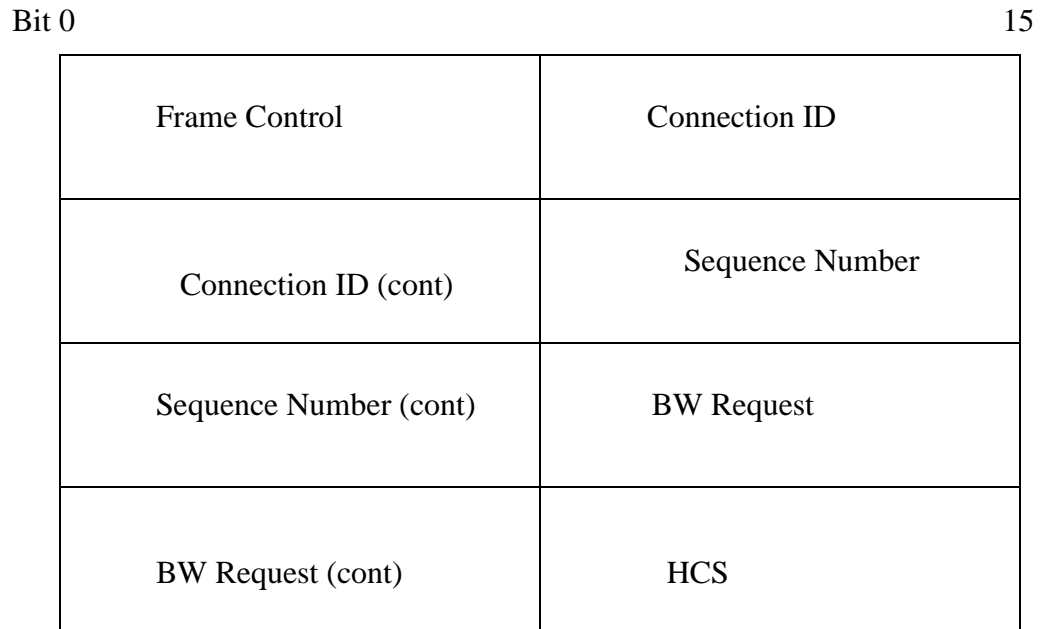 Bit 0 15
Frame Control Connection ID
Connection ID (cont) Sequence Number
Sequence Number (cont) BW Request
BW Request (cont) HCS